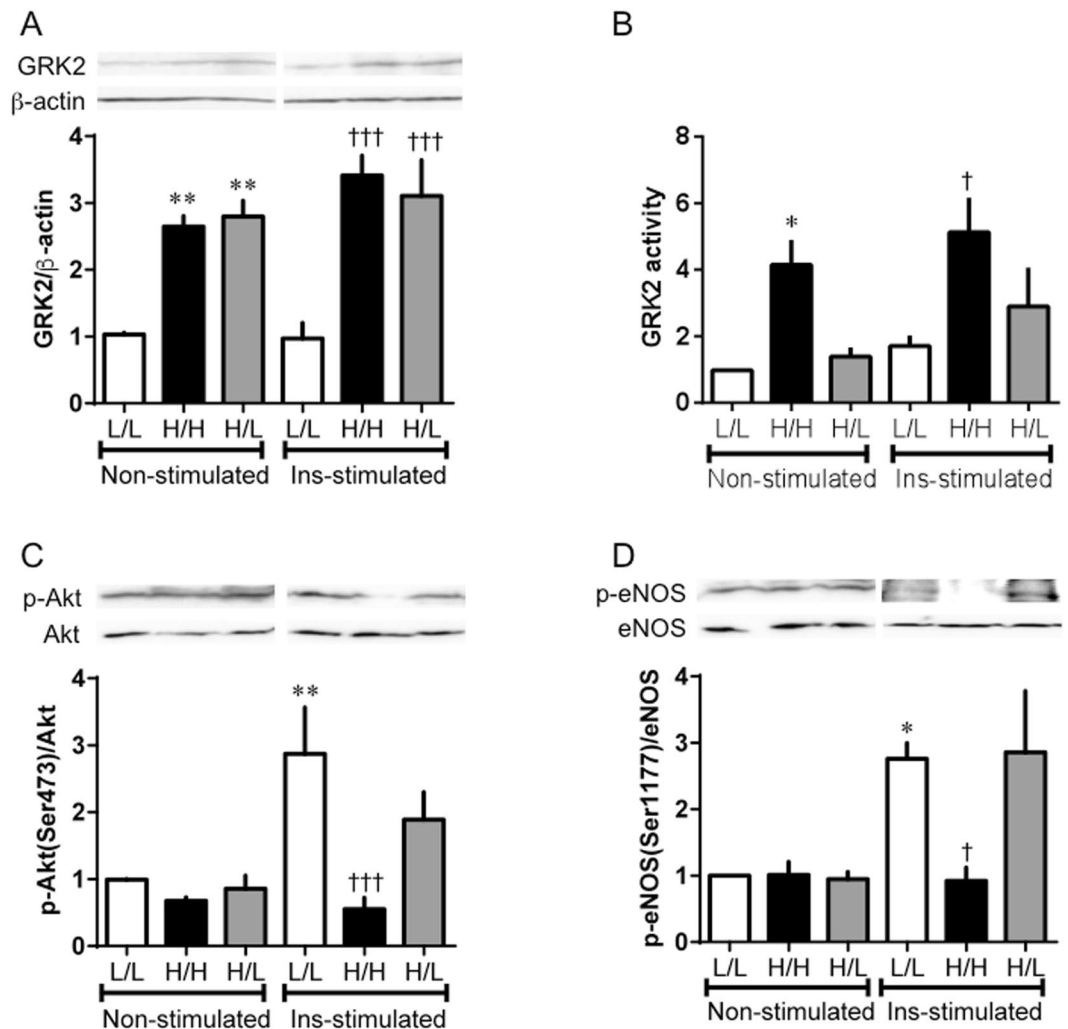 A
GRK2
β-actin
GRK2/β-actin
4
3
2
1
0
** ** ††† †††
L/L H/H H/L L/L H/H H/L
Non-stimulated Ins-stimulated
B
GRK2 activity
8
6
4
2
0
* †
L/L H/H H/L L/L H/H H/L
Non-stimulated Ins-stimulated
C
p-Akt
Akt
p-Akt(Ser473)/Akt
4
3
2
1
0
** †††
L/L H/H H/L L/L H/H H/L
Non-stimulated Ins-stimulated
D
p-eNOS
eNOS
p-eNOS(Ser1177)/eNOS
4
3
2
1
0
* †
L/L H/H H/L L/L H/H H/L
Non-stimulated Ins-stimulated